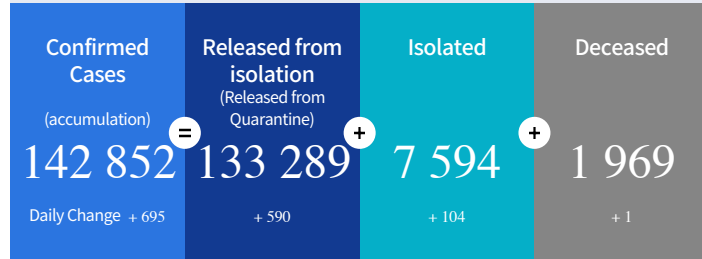 Confirmed
Cases
(accumulation)
142 852
Daily Change + 695
=
Released from
isolation
(Released from
Quarantine)
133 289
+ 590
+
Isolated
7 594
+ 104
+
Deceased
1 969
+ 1